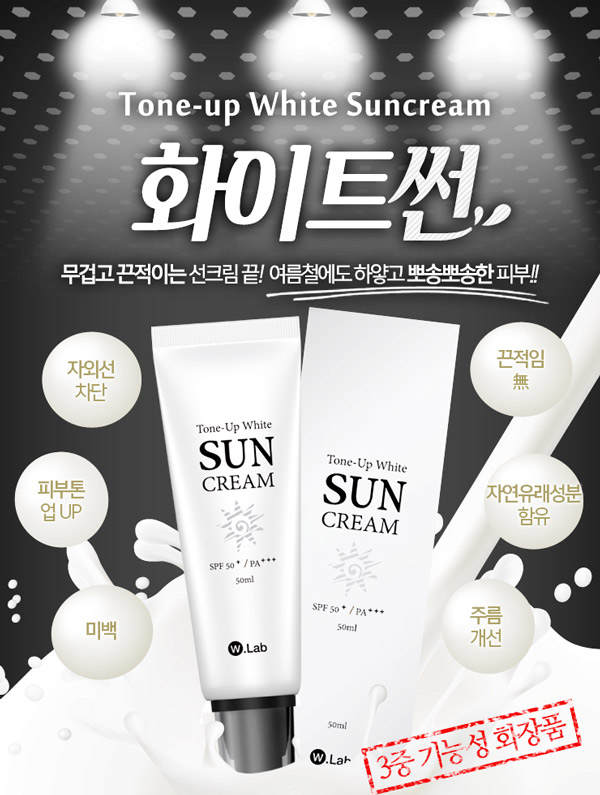 Tone-up White Suncream
화이트썬
무겁고 끈적이는 선크림 끝! 여름철에도 하얗고 뽀송뽀송한 피부!!
자외선
차단
끈적임
無
피부톤
업 UP
자연유래성분
함유
미백
주름
개선
Tone-Up White
SUN
CREAM
SPF 50+ / PA+++
50ml
W.Lab
Tone-Up White
SUN
CREAM
SPF 50+ / PA+++
50ml
50ml
W.Lab
3중 기능성 화장품